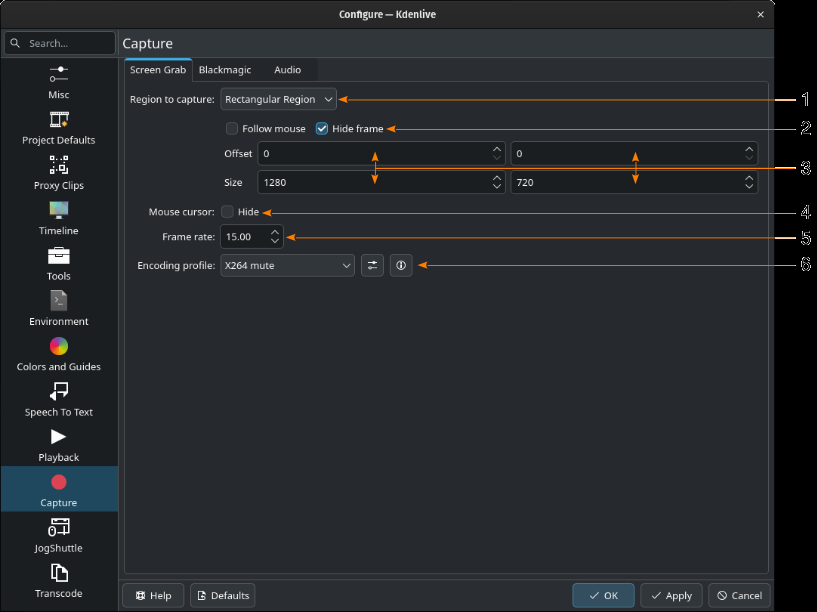 Configure — Kdenlive
Search...
Capture
Screen Grab Blackmagic Audio
Region to capture: Rectangular Region 1
Follow mouse Hide frame 2
Offset 0 0
3
Size 1280 720
Mouse cursor: Hide 4
Frame rate: 15.00 5
Encoding profile: X264 mute 6
Misc
Project Defaults
Proxy Clips
Timeline
Tools
Environment
Colors and Guides
Speech To Text
Playback
Capture
JogShuttle
Transcode
Help Defaults OK Apply Cancel